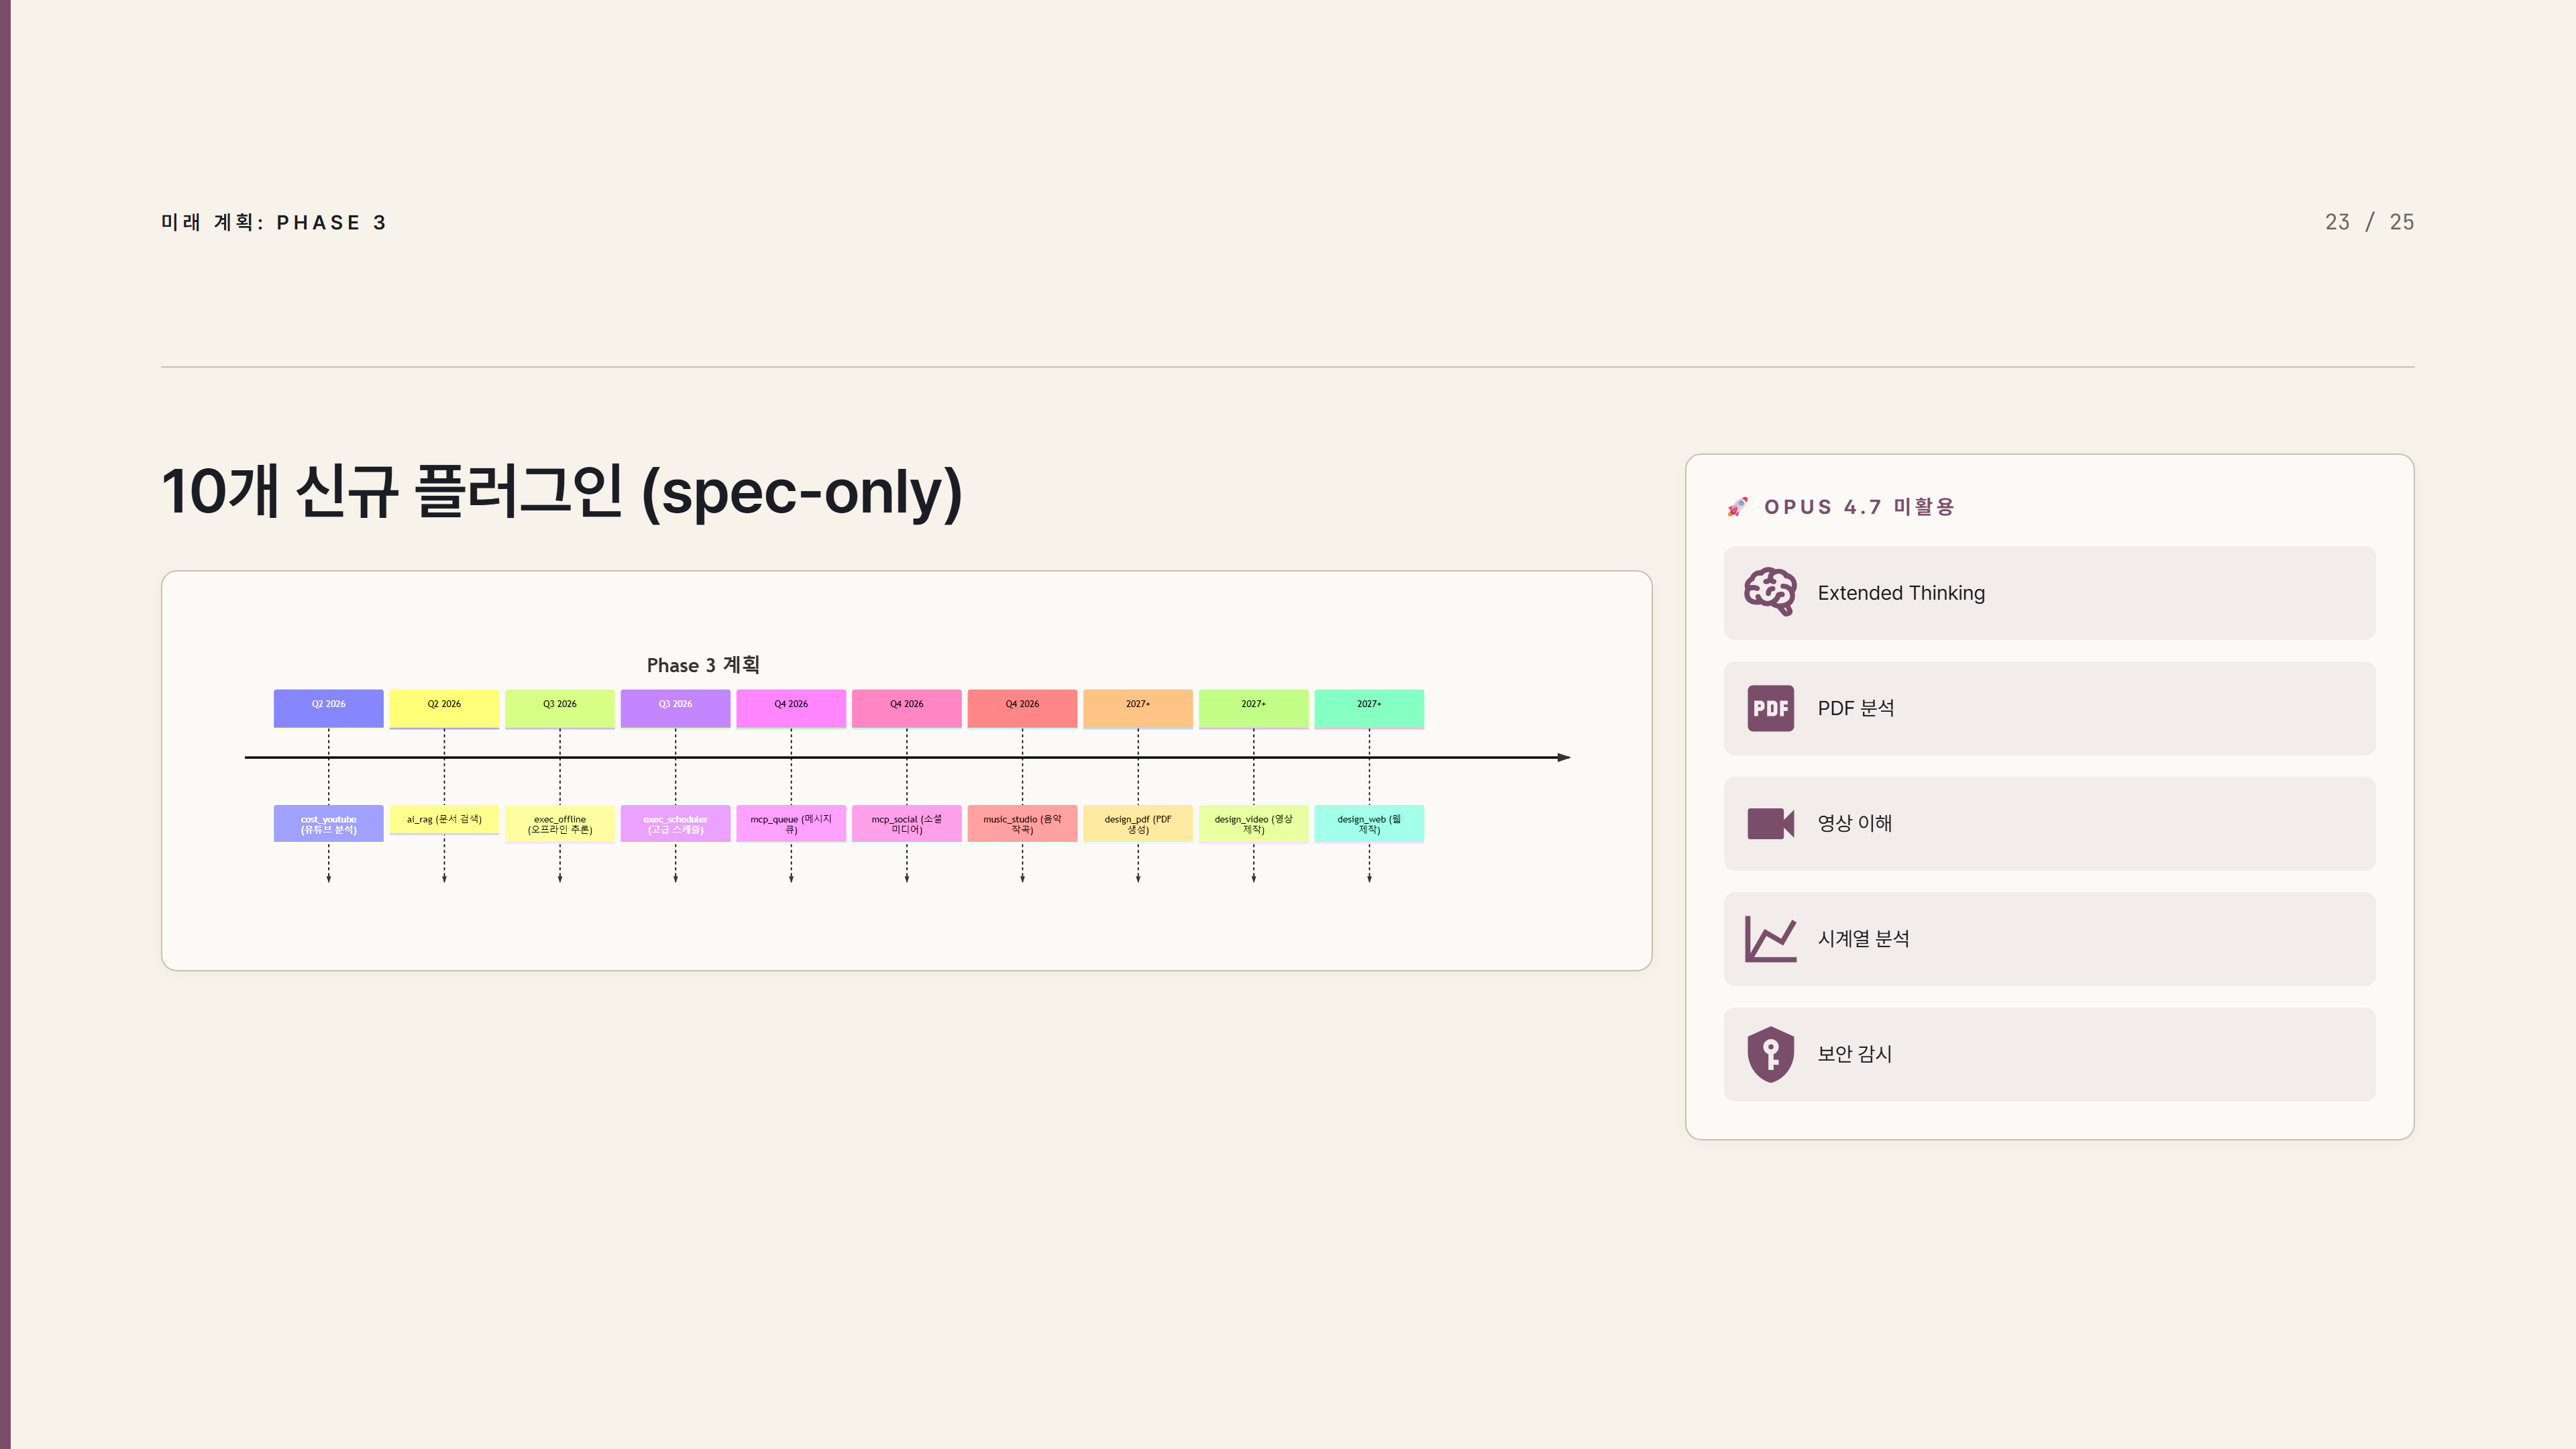 미래 계획: PHASE 3
23 / 25
10개 신규 플러그인 (spec-only)
Phase 3 계획
Q2 2026
Q2 2026
Q3 2026
Q3 2026
Q4 2026
Q4 2026
Q4 2026
2027+
2027+
2027+
cost_youtube
(유튜브 분석)
ai_rag (문서 검색)
exec_offline
(오프라인 추론)
exec_scheduler
(고급 스케줄)
mcp_queue (메시지
큐)
mcp_social (소셜
미디어)
music_studio (음악
작곡)
design_pdf (PDF
생성)
design_video (영상
제작)
design_web (웹
제작)
OPUS 4.7 미활용
Extended Thinking
PDF
PDF 분석
영상 이해
시계열 분석
보안 감시